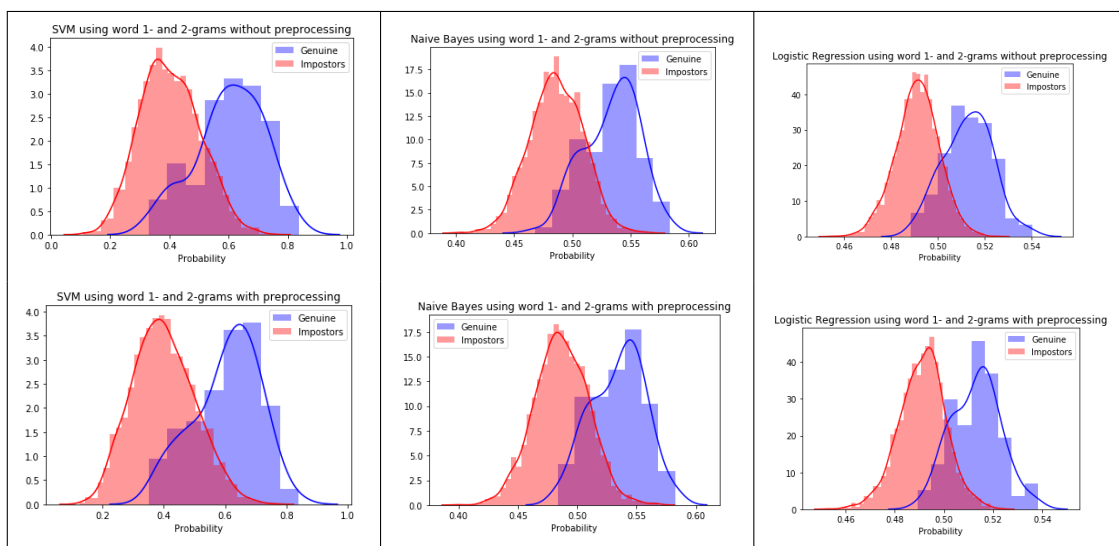 SVM using word 1- and 2-grams without preprocessing
4.0
3.5
3.0
2.5
2.0
1.5
1.0
0.5
0.0
0.0 0.2 0.4 0.6 0.8 1.0
Probability
Genuine
Impostors
Naive Bayes using word 1- and 2-grams without preprocessing
17.5
15.0
12.5
10.0
7.5
5.0
2.5
0.0
0.40 0.45 0.50 0.55 0.60
Probability
Genuine
Impostors
Logistic Regression using word 1- and 2-grams without preprocessing
40
30
20
10
0
0.46 0.48 0.50 0.52 0.54
Probability
Genuine
Impostors
SVM using word 1- and 2-grams with preprocessing
4.0
3.5
3.0
2.5
2.0
1.5
1.0
0.5
0.0
0.2 0.4 0.6 0.8 1.0
Probability
Genuine
Impostors
Naive Bayes using word 1- and 2-grams with preprocessing
17.5
15.0
12.5
10.0
7.5
5.0
2.5
0.0
0.40 0.45 0.50 0.55 0.60
Probability
Genuine
Impostors
Logistic Regression using word 1- and 2-grams with preprocessing
40
30
20
10
0
0.46 0.48 0.50 0.52 0.54
Probability
Genuine
Impostors